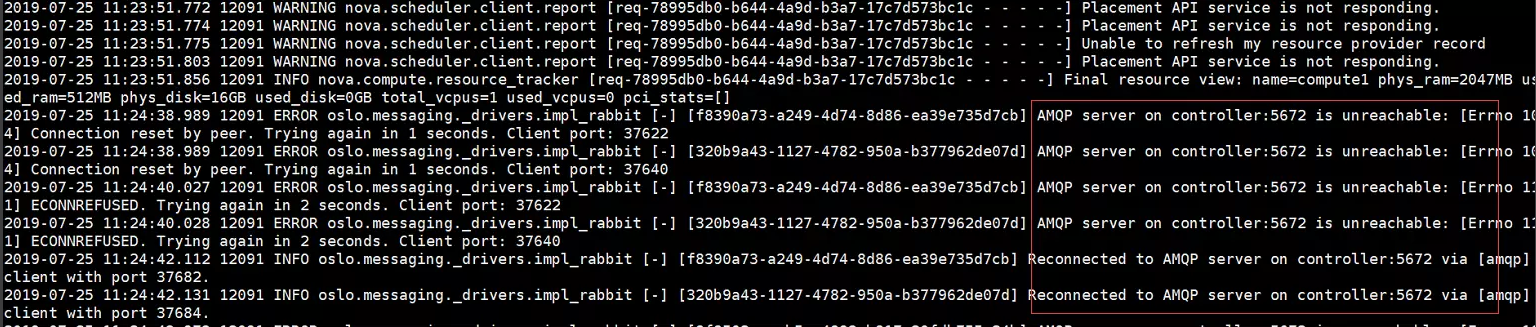 2019-07-25 11:23:51.772 12091 WARNING nova.scheduler.client.report [req-78995db0-b644-4a9d-b3a7-17c7d573bc1c - - - - -] Placement API service is not responding.
2019-07-25 11:23:51.774 12091 WARNING nova.scheduler.client.report [req-78995db0-b644-4a9d-b3a7-17c7d573bc1c - - - - -] Placement API service is not responding.
2019-07-25 11:23:51.775 12091 WARNING nova.scheduler.client.report [req-78995db0-b644-4a9d-b3a7-17c7d573bc1c - - - - -] Unable to refresh my resource provider record
2019-07-25 11:23:51.803 12091 WARNING nova.scheduler.client.report [req-78995db0-b644-4a9d-b3a7-17c7d573bc1c - - - - -] Placement API service is not responding.
2019-07-25 11:23:51.856 12091 INFO nova.compute.resource_tracker [req-78995db0-b644-4a9d-b3a7-17c7d573bc1c - - - - -] Final resource view: name=compute1 phys_ram=2047MB us
ed_ram=512MB phys_disk=16GB used_disk=0GB total_vcpus=1 used_vcpus=0 pci_stats=[]
2019-07-25 11:24:38.989 12091 ERROR oslo.messaging._drivers.impl_rabbit [-] [f8390a73-a249-4d74-8d86-ea39e735d7cb] AMQP server on controller:5672 is unreachable: [Errno 10
4] Connection reset by peer. Trying again in 1 seconds. Client port: 37622
2019-07-25 11:24:38.989 12091 ERROR oslo.messaging._drivers.impl_rabbit [-] [320b9a43-1127-4782-950a-b377962de07d] AMQP server on controller:5672 is unreachable: [Errno 10
4] Connection reset by peer. Trying again in 1 seconds. Client port: 37640
2019-07-25 11:24:40.027 12091 ERROR oslo.messaging._drivers.impl_rabbit [-] [f8390a73-a249-4d74-8d86-ea39e735d7cb] AMQP server on controller:5672 is unreachable: [Errno 11
1] ECONNREFUSED. Trying again in 2 seconds. Client port: 37622
2019-07-25 11:24:40.028 12091 ERROR oslo.messaging._drivers.impl_rabbit [-] [320b9a43-1127-4782-950a-b377962de07d] AMQP server on controller:5672 is unreachable: [Errno 11
1] ECONNREFUSED. Trying again in 2 seconds. Client port: 37640
2019-07-25 11:24:42.112 12091 INFO oslo.messaging._drivers.impl_rabbit [-] [f8390a73-a249-4d74-8d86-ea39e735d7cb] Reconnected to AMQP server on controller:5672 via [amqp]
client with port 37682.
2019-07-25 11:24:42.131 12091 INFO oslo.messaging._drivers.impl_rabbit [-] [320b9a43-1127-4782-950a-b377962de07d] Reconnected to AMQP server on controller:5672 via [amqp]
client with port 37684.